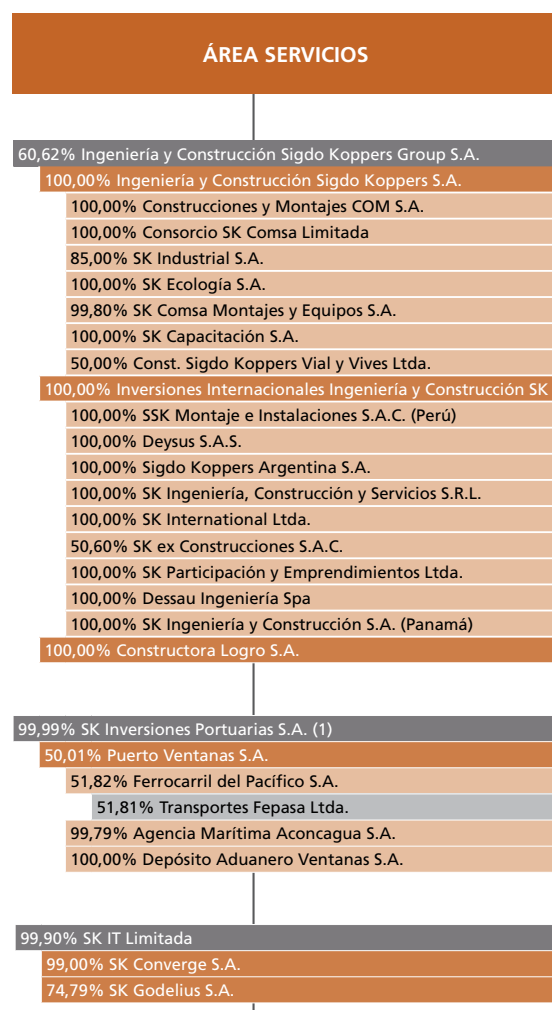 ÁREA SERVICIOS
60,62% Ingeniería y Construcción Sigdo Koppers Group S.A.
100,00% Ingeniería y Construcción Sigdo Koppers S.A.
100,00% Construcciones y Montajes COM S.A.
100,00% Consorcio SK Comsa Limitada
85,00% SK Industrial S.A.
100,00% SK Ecología S.A.
99,80% SK Comsa Montajes y Equipos S.A.
100,00% SK Capacitación S.A.
50,00% Const. Sigdo Koppers Vial y Vives Ltda.
100,00% Inversiones Internacionales Ingeniería y Construcción SK
100,00% SSK Montaje e Instalaciones S.A.C. (Perú)
100,00% Deysus S.A.S.
100,00% Sigdo Koppers Argentina S.A.
100,00% SK Ingeniería, Construcción y Servicios S.R.L.
100,00% SK International Ltda.
50,60% SK ex Construcciones S.A.C.
100,00% SK Participación y Emprendimientos Ltda.
100,00% Dessau Ingeniería Spa
100,00% SK Ingeniería y Construcción S.A. (Panamá)
100,00% Constructora Logro S.A.
99,99% SK Inversiones Portuarias S.A. (1)
50,01% Puerto Ventanas S.A.
51,82% Ferrocarril del Pacífico S.A.
51,81% Transportes Fepasa Ltda.
99,79% Agencia Marítima Aconcagua S.A.
100,00% Depósito Aduanero Ventanas S.A.
99,90% SK IT Limitada
99,00% SK Converge S.A.
74,79% SK Godelius S.A.